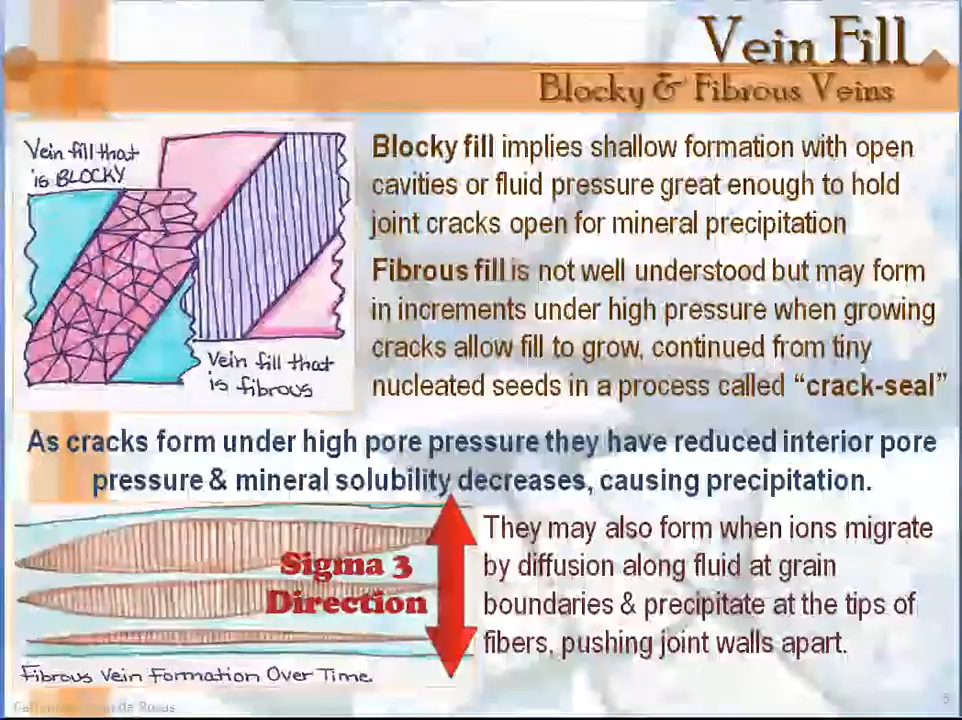 Vein Fill
Blocky & Fibrous Veins
Vein fill that
is BLOCKY
Vein fill that
is fibrous
Blocky fill implies shallow formation with open
cavities or fluid pressure great enough to hold
joint cracks open for mineral precipitation
Fibrous fill is not well understood but may form
in increments under high pressure when growing
cracks allow fill to grow, continued from tiny
nucleated seeds in a process called “crack-seal”
As cracks form under high pore pressure they have reduced interior pore
pressure & mineral solubility decreases, causing precipitation.
Sigma 3
Direction
Fibrous Vein Formation Over Time.
They may also form when ions migrate
by diffusion along fluid at grain
boundaries & precipitate at the tips of
fibers, pushing joint walls apart.
de Rosas
5